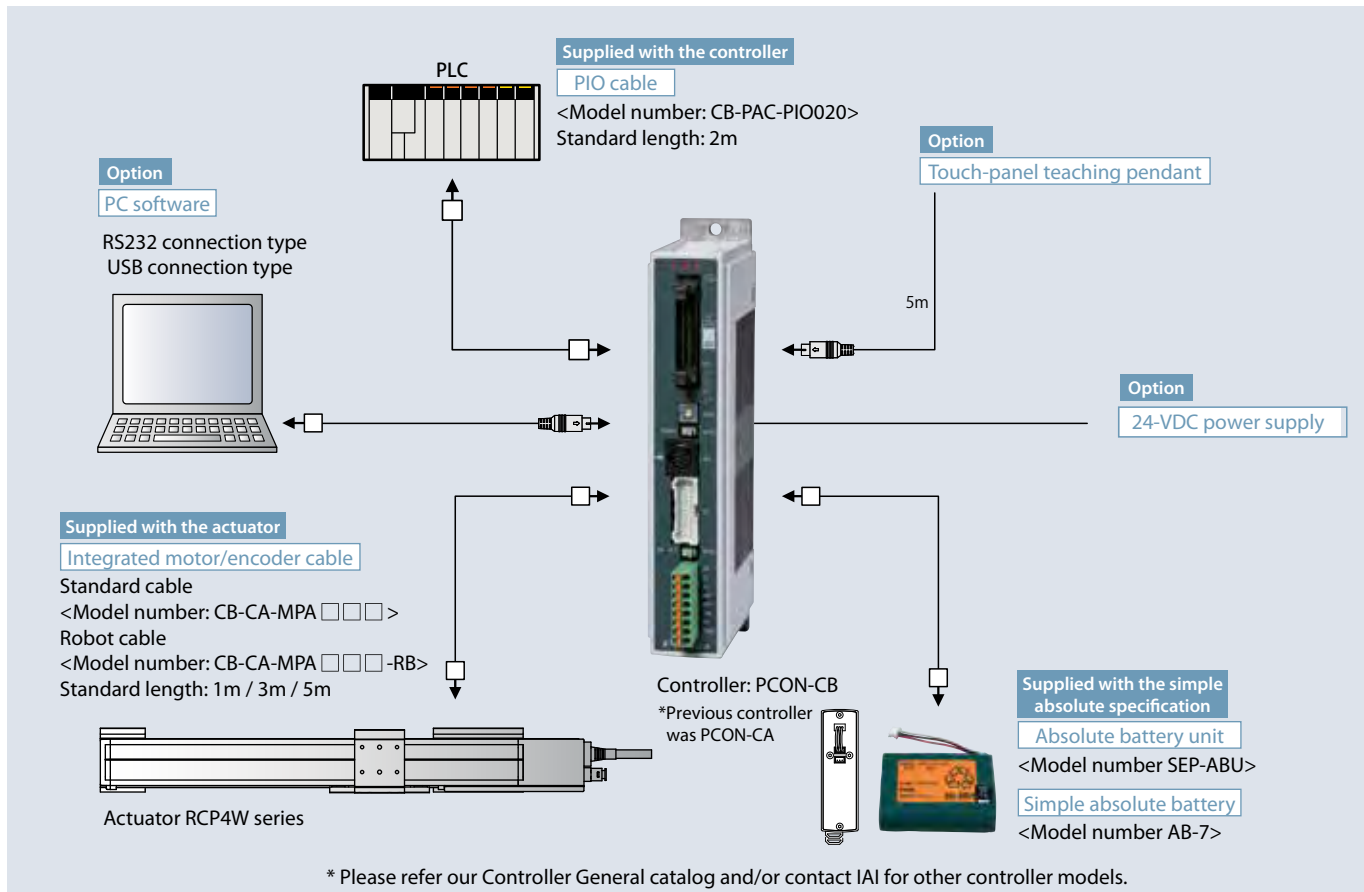 Supplied with the controller
PIO cable
<Model number: CB-PAC-PIO020>
Standard length: 2m
PLC
Option
Touch-panel teaching pendant
5m
Option
PC software
RS232 connection type
USB connection type
Option
24-VDC power supply
Supplied with the actuator
Integrated motor/encoder cable
Standard cable
<Model number: CB-CA-MPA □□□ >
Robot cable
<Model number: CB-CA-MPA □□□ -RB>
Standard length: 1m / 3m / 5m
Actuator RCP4W series
Controller: PCON-CB
*Previous controller
was PCON-CA
Supplied with the simple
absolute specification
Absolute battery unit
<Model number SEP-ABU>
Simple absolute battery
<Model number AB-7>
* Please refer our Controller General catalog and/or contact IAI for other controller models.